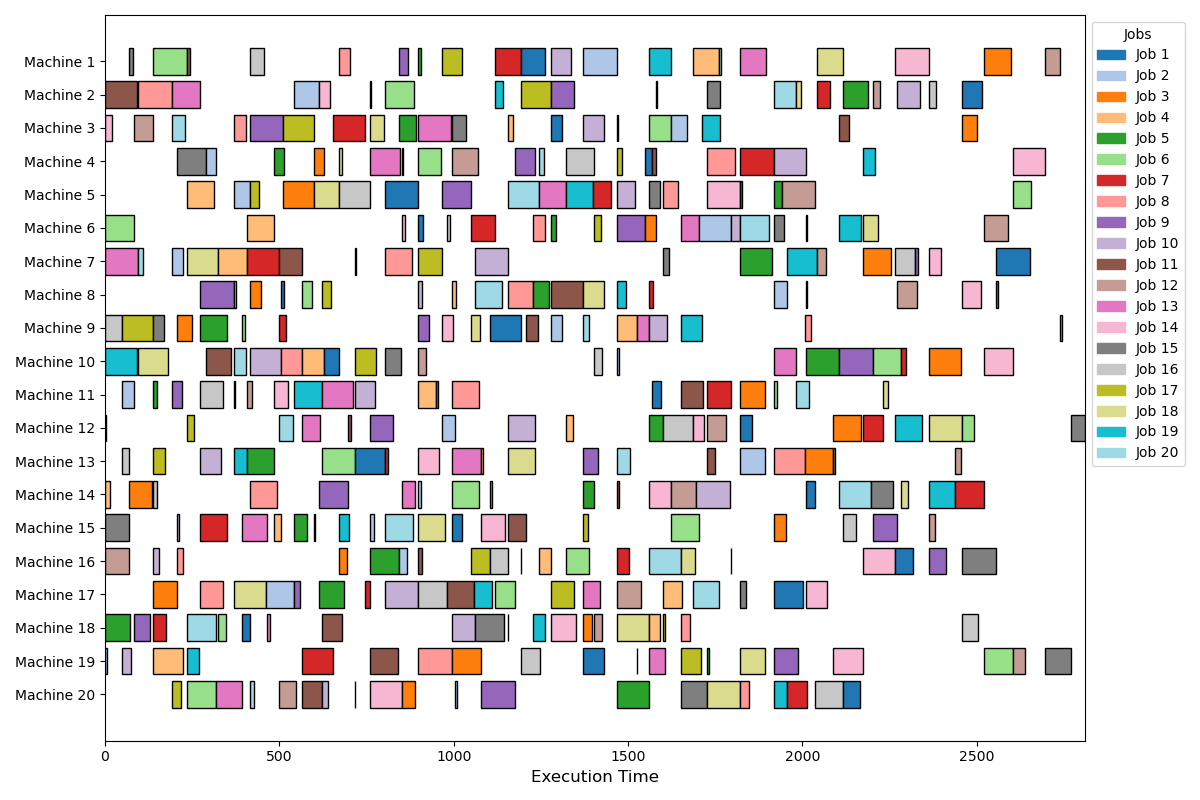 Machine 1
Machine 2
Machine 3
Machine 4
Machine 5
Machine 6
Machine 7
Machine 8
Machine 9
Machine 10
Machine 11
Machine 12
Machine 13
Machine 14
Machine 15
Machine 16
Machine 17
Machine 18
Machine 19
Machine 20
0 500 1000 1500 2000 2500
Execution Time
Jobs
Job 1
Job 2
Job 3
Job 4
Job 5
Job 6
Job 7
Job 8
Job 9
Job 10
Job 11
Job 12
Job 13
Job 14
Job 15
Job 16
Job 17
Job 18
Job 19
Job 20